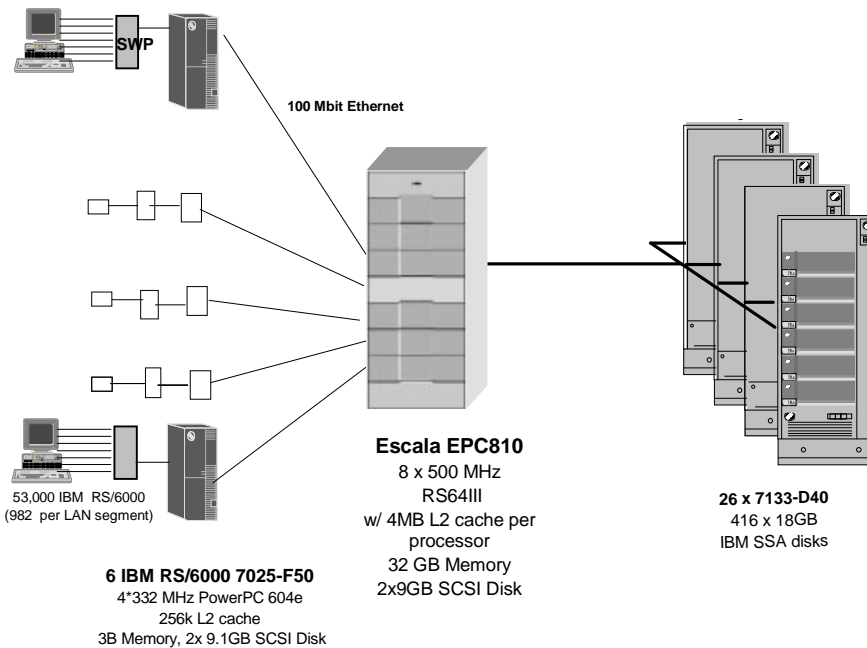 SWP
100 Mbit Ethernet
53,000 IBM RS/6000
(982 per LAN segment)
6 IBM RS/6000 7025-F50
4*332 MHz PowerPC 604e
256k L2 cache
3B Memory, 2x 9.1GB SCSI Disk
Escala EPC810
8 x 500 MHz
RS64III
w/ 4MB L2 cache per
processor
32 GB Memory
2x9GB SCSI Disk
26 x 7133-D40
416 x 18GB
IBM SSA disks